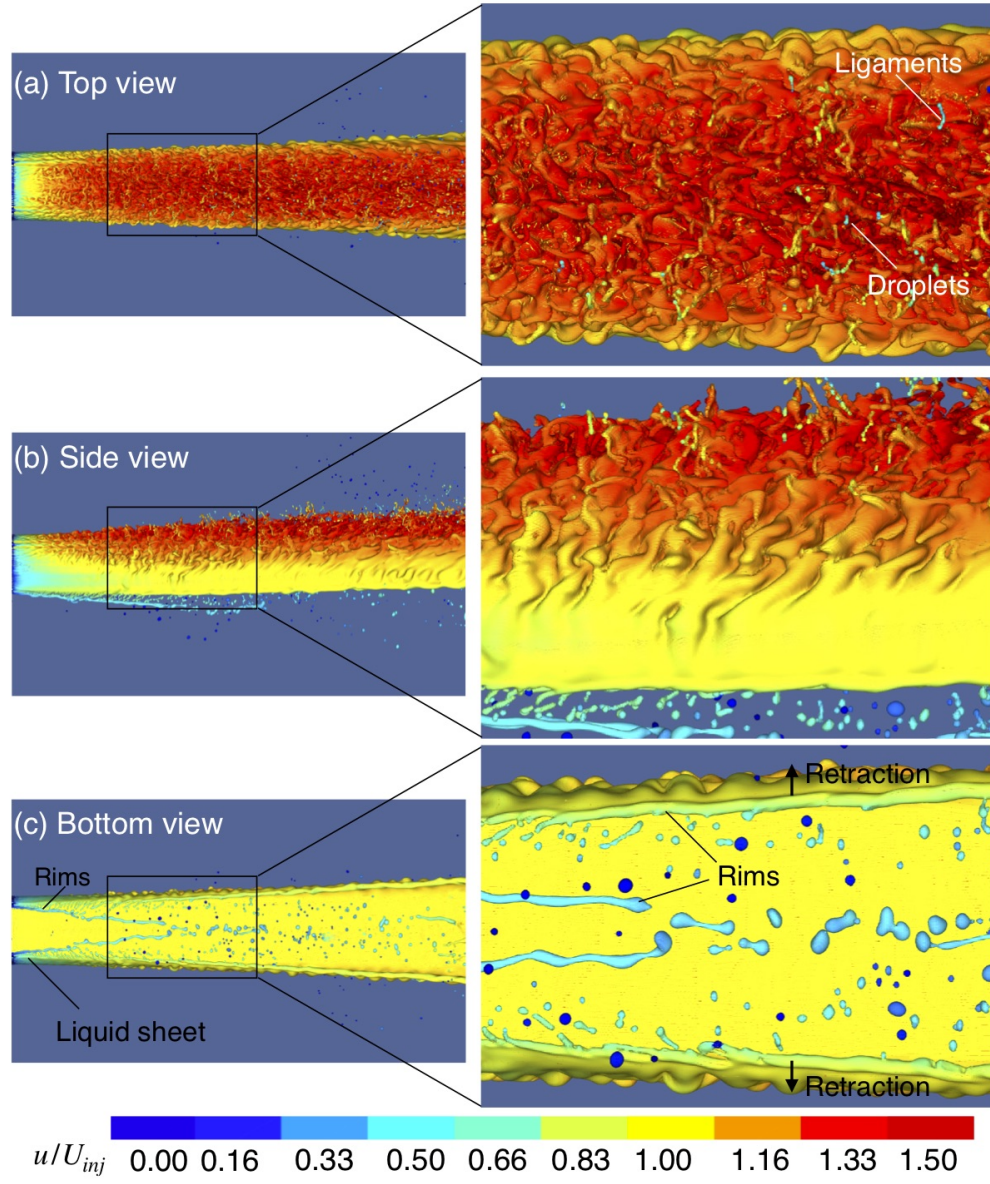 (a) Top view
Ligaments
Droplets
(b) Side view
(c) Bottom view
Rims
Liquid sheet
Retraction
Rims
Retraction
u/U_inj 0.00 0.16 0.33 0.50 0.66 0.83 1.00 1.16 1.33 1.50